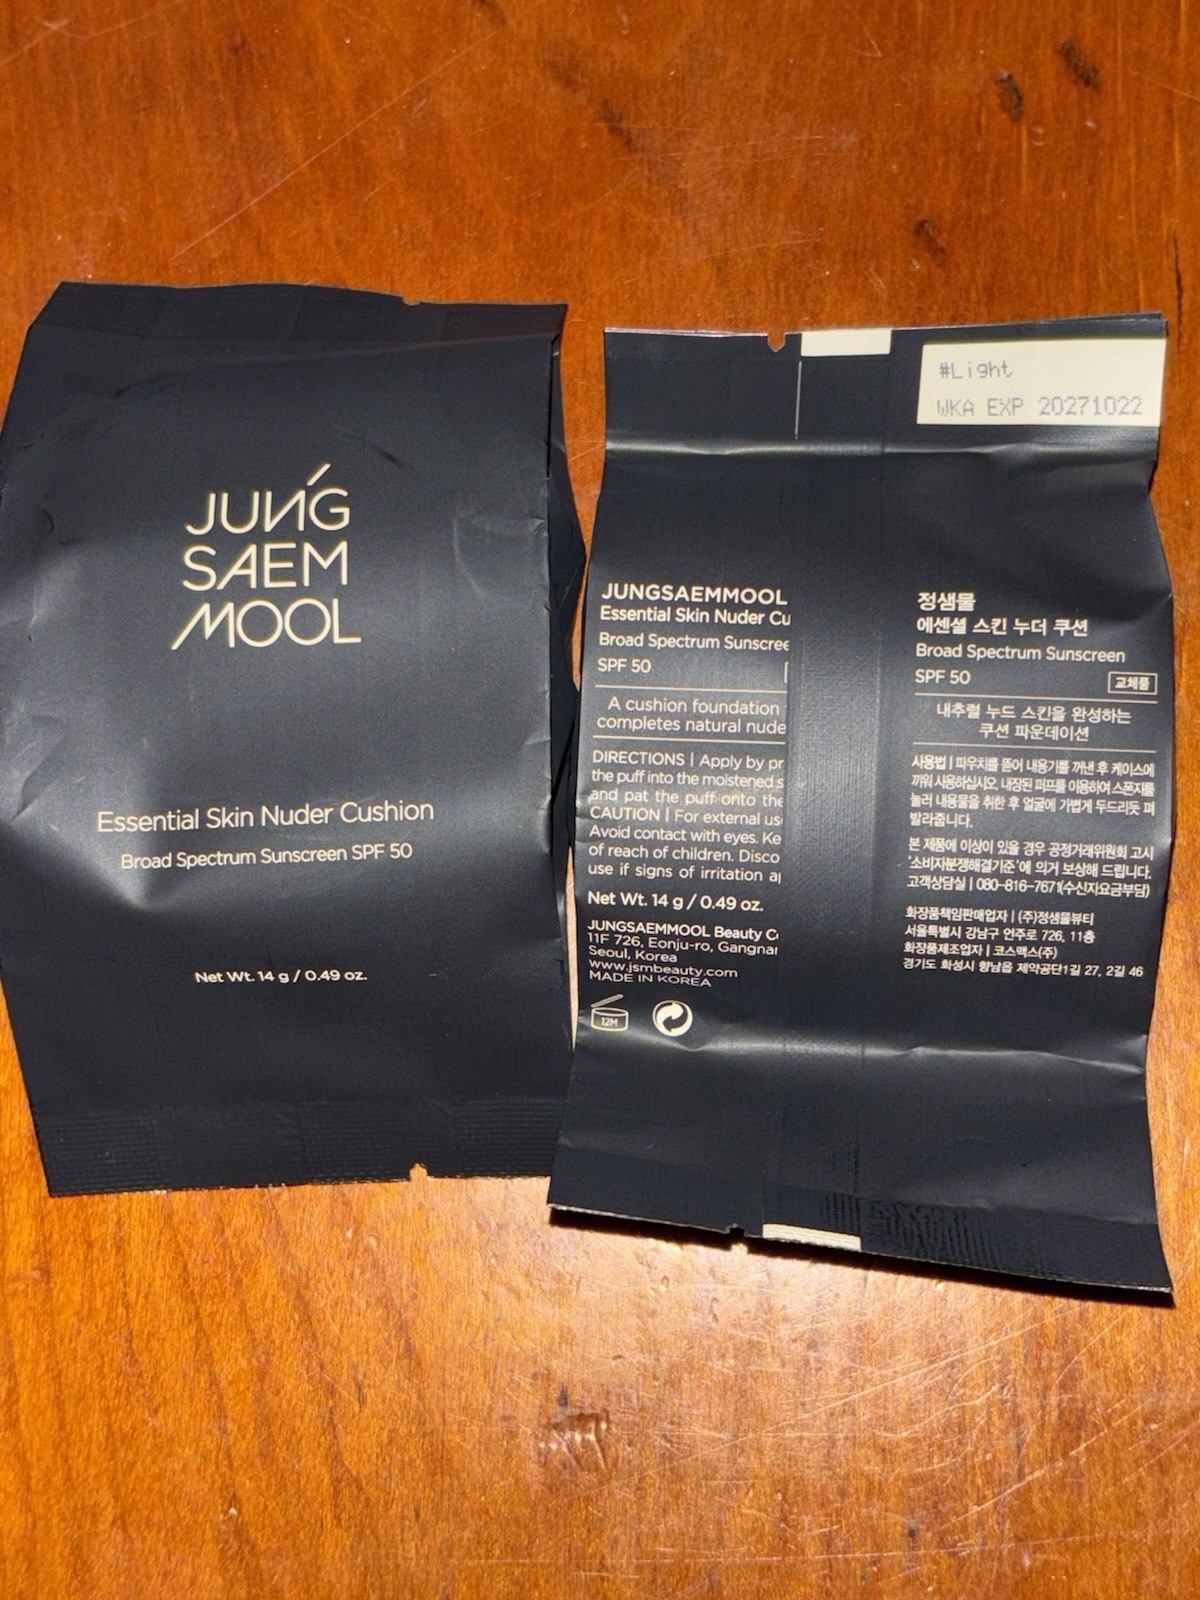 JUNG
SAEM
MOOL
Essential Skin Nuder Cushion
Broad Spectrum Sunscreen SPF 50
Net Wt. 14 g / 0.49 oz.
#Light
WKA EXP 20271022
JUNGSAEMMOOL
Essential Skin Nuder Cu
Broad Spectrum Sunscree
SPF 50
A cushion foundation
completes natural nude
DIRECTIONS | Apply by pr
the puff into the moistened s
and pat the puff onto the
CAUTION | For external us
Avoid contact with eyes. Ke
of reach of children. Disco
use if signs of irritation a
Net Wt. 14 g / 0.49 oz.
JUNGSAEMMOOL Beauty C
11F 726, Eonju-ro, Gangna
Seoul, Korea
www.jsmbeauty.com
MADE IN KOREA
12M
정샘물
에센셜 스킨 누더 쿠션
Broad Spectrum Sunscreen
SPF 50
교체품
내추럴 누드 스킨을 완성하는
쿠션 파운데이션
사용법 | 파우치를 뜯어 내용기를 꺼낸 후 케이스에
끼워 사용하십시오. 내장된 퍼프를 이용하여 스폰지를
눌러 내용물을 취한 후 얼굴에 가볍게 두드리듯 펴
발라줍니다.
본 제품에 이상이 있을 경우 공정거래위원회 고시
'소비자분쟁해결기준'에 의거 보상해 드립니다.
고객상담실 | 080-816-7671(수신자요금부담)
화장품책임판매업자 | (주)정샘물뷰티
서울특별시 강남구 언주로 726, 11층
화장품제조업자 | 코스맥스(주)
경기도 화성시 향남읍 제약공단1길 27, 2길 46